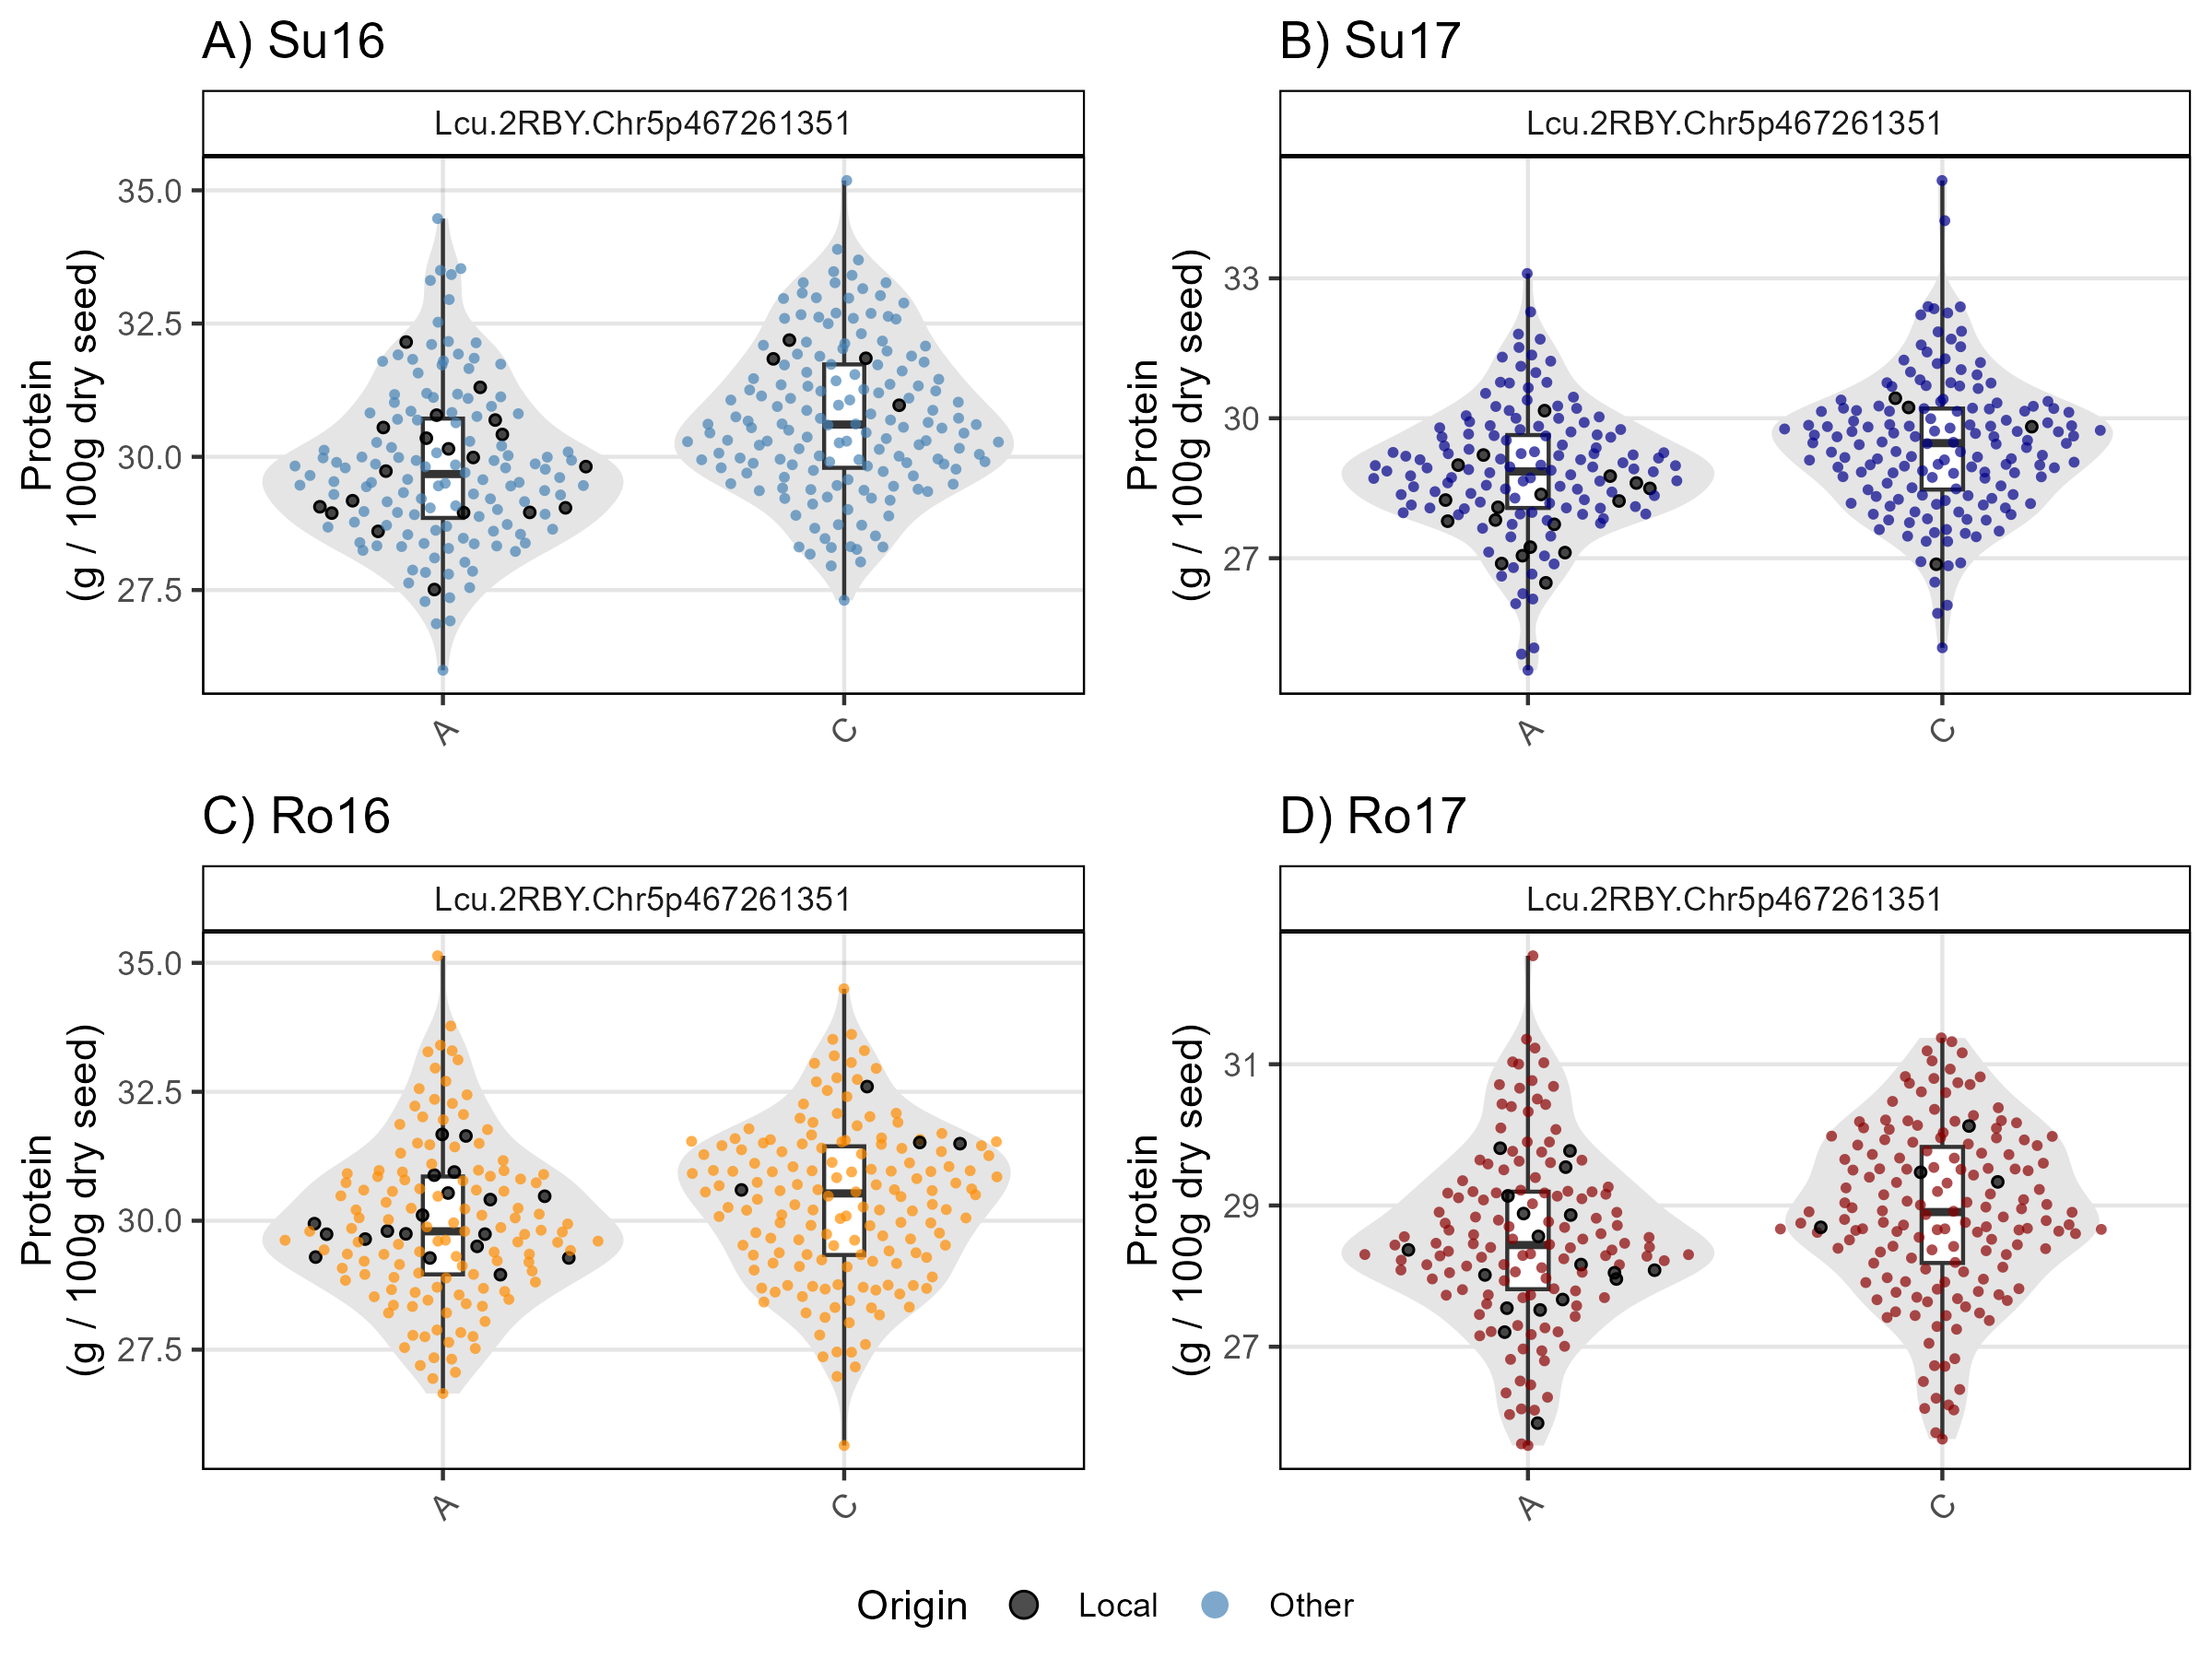 A) Su16
Lcu.2RBY.Chr5p467261351
Protein
(g / 100g dry seed)
35.0
32.5
30.0
27.5
A
C
B) Su17
Lcu.2RBY.Chr5p467261351
Protein
(g / 100g dry seed)
33
30
27
A
C
C) Ro16
Lcu.2RBY.Chr5p467261351
Protein
(g / 100g dry seed)
35.0
32.5
30.0
27.5
A
C
D) Ro17
Lcu.2RBY.Chr5p467261351
Protein
(g / 100g dry seed)
31
29
27
A
C
Origin Local Other